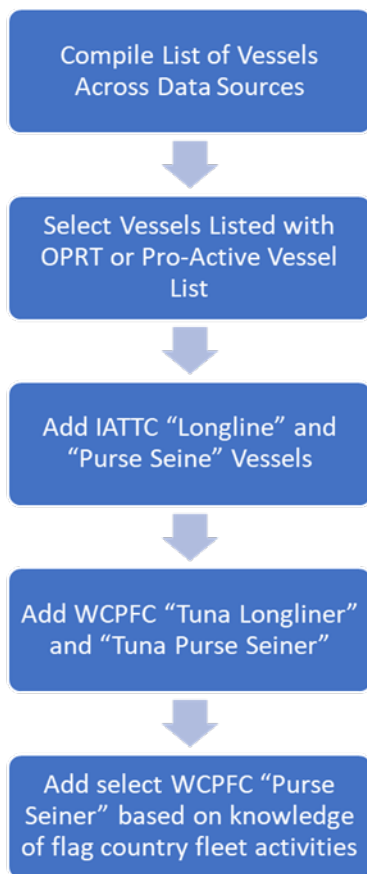 Compile List of Vessels
Across Data Sources
Select Vessels Listed with
OPRT or Pro-Active Vessel
List
Add IATTC “Longline” and
“Purse Seine” Vessels
Add WCPFC “Tuna Longliner”
and “Tuna Purse Seiner”
Add select WCPFC “Purse
Seiner” based on knowledge
of flag country fleet activities